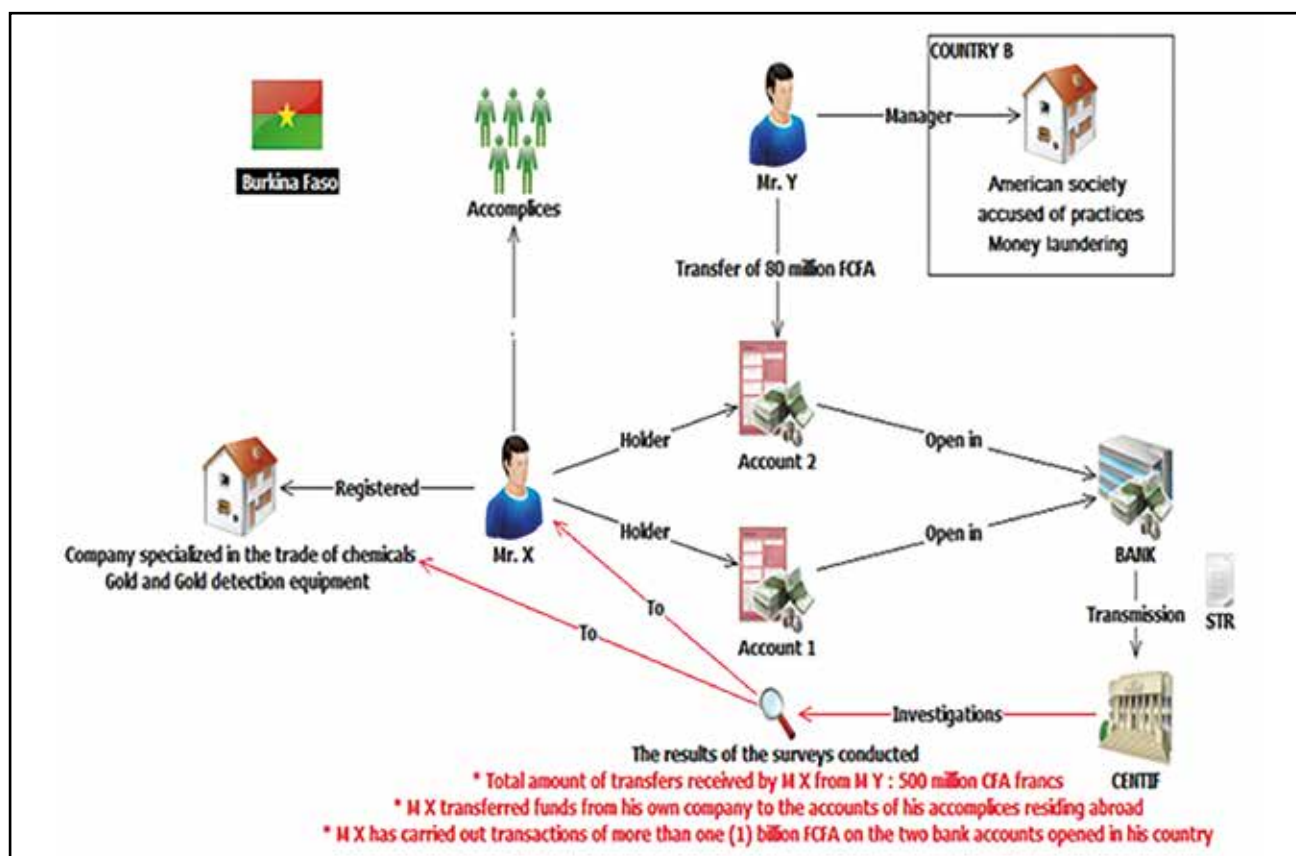 COUNTRY B
Burkina Faso
Accomplices
Mr. Y
Manager
American society
accused of practices
Money laundering
Transfer of 80 million FCFA
Holder
Account 2
Open in
Registered
Mr. X
Company specialized in the trade of chemicals
Gold and Gold detection equipment
Holder
Account 1
Open in
BANK
Transmission
STR
To
To
Investigations
CENTIF
The results of the surveys conducted
* Total amount of transfers received by M X from M Y : 500 million CFA francs
* M X transferred funds from his own company to the accounts of his accomplices residing abroad
* M X has carried out transactions of more than one (1) billion FCFA on the two bank accounts opened in his country